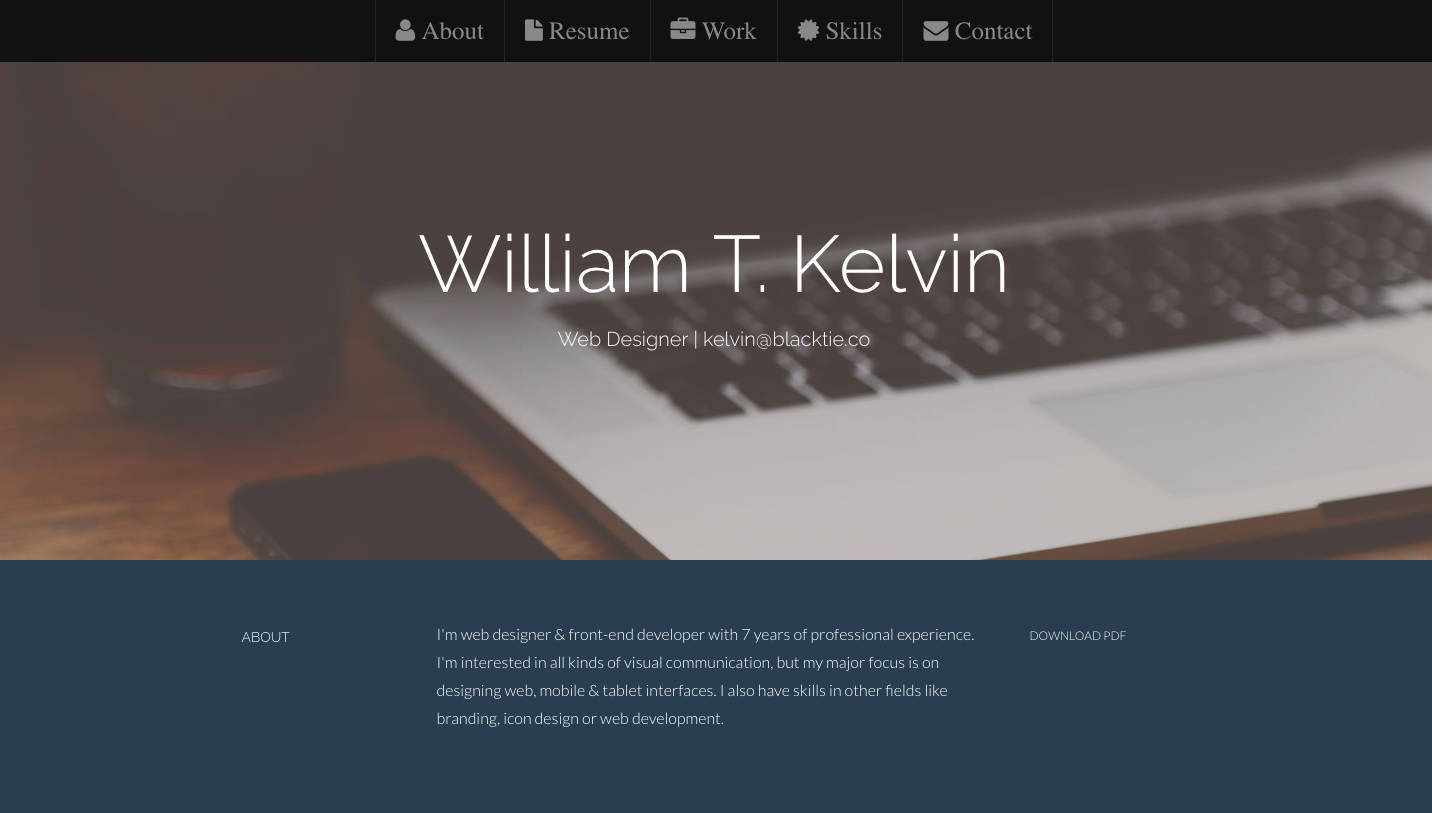 About Resume Work Skills Contact
William T. Kelvin
Web Designer | kelvin@blacktie.co
ABOUT
I'm web designer & front-end developer with 7 years of professional experience.
I'm interested in all kinds of visual communication, but my major focus is on
designing web, mobile & tablet interfaces. I also have skills in other fields like
branding, icon design or web development.
DOWNLOAD PDF